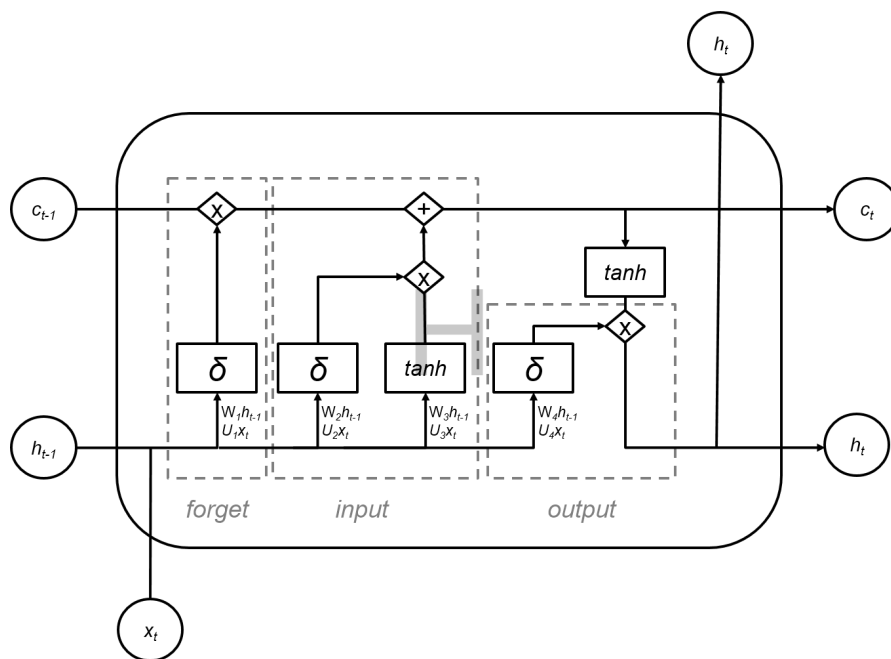 h_t
c_{t-1}
x
+
c_t
tanh
x
x
δ
δ
tanh
δ
h_{t-1}
W_1h_{t-1}
U_1x_t
W_2h_{t-1}
U_2x_t
W_3h_{t-1}
U_3x_t
W_4h_{t-1}
U_4x_t
h_t
forget
input
output
x_t